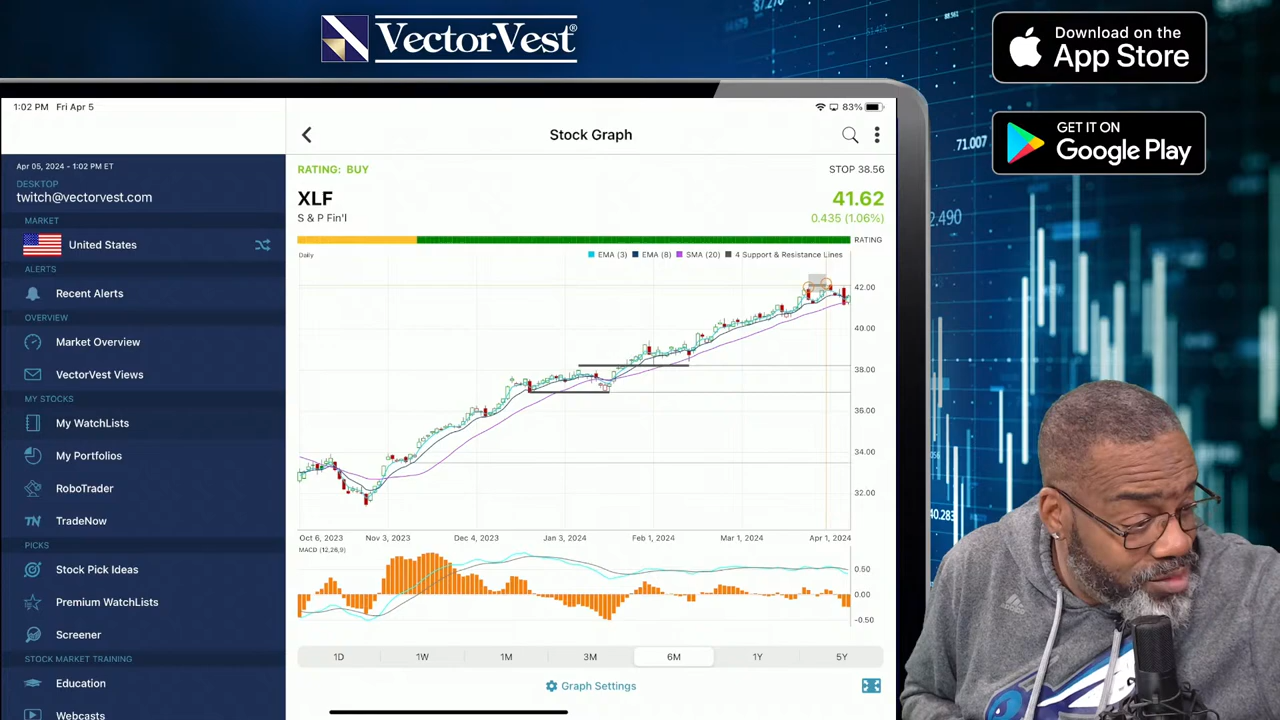 VectorVest®
Download on the
App Store
GET IT ON
Google Play
1:02 PM Fri Apr 5
83%
Stock Graph
Apr 05, 2024 - 1:02 PM ET
DESKTOP
twitch@vectorvest.com
MARKET
United States
ALERTS
Recent Alerts
OVERVIEW
Market Overview
VectorVest Views
MY STOCKS
My WatchLists
My Portfolios
RoboTrader
TN TradeNow
PICKS
Stock Pick Ideas
Premium WatchLists
Screener
STOCK MARKET TRAINING
Education
Webcasts
RATING: BUY
STOP 38.56
XLF
41.62
S & P Fin'l
0.435 (1.06%)
RATING
Daily
EMA (3) EMA (8) SMA (20) 4 Support & Resistance Lines
42.00
40.00
38.00
36.00
34.00
32.00
Oct 6, 2023 Nov 3, 2023 Dec 4, 2023 Jan 3, 2024 Feb 1, 2024 Mar 1, 2024 Apr 1, 2024
MACD (12,26,9)
0.50
0.00
-0.50
1D 1W 1M 3M 6M 1Y 5Y
Graph Settings
71.007
2.490
40.283